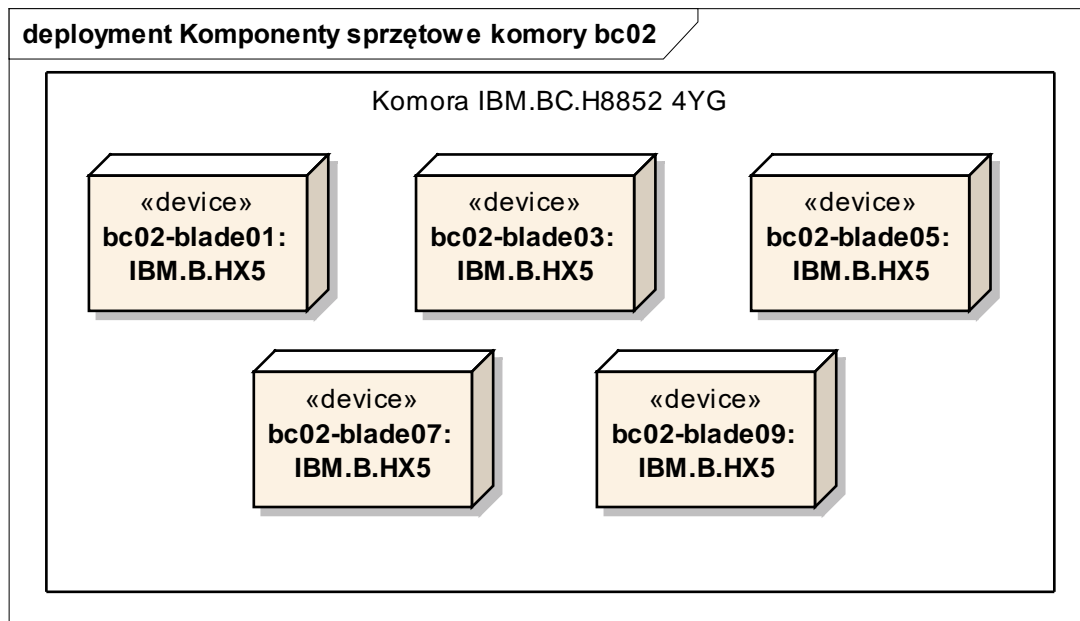 deployment Komponenty sprzętowe komory bc02
Komora IBM.BC.H8852 4YG
«device»
bc02-blade01:
IBM.B.HX5
«device»
bc02-blade03:
IBM.B.HX5
«device»
bc02-blade05:
IBM.B.HX5
«device»
bc02-blade07:
IBM.B.HX5
«device»
bc02-blade09:
IBM.B.HX5